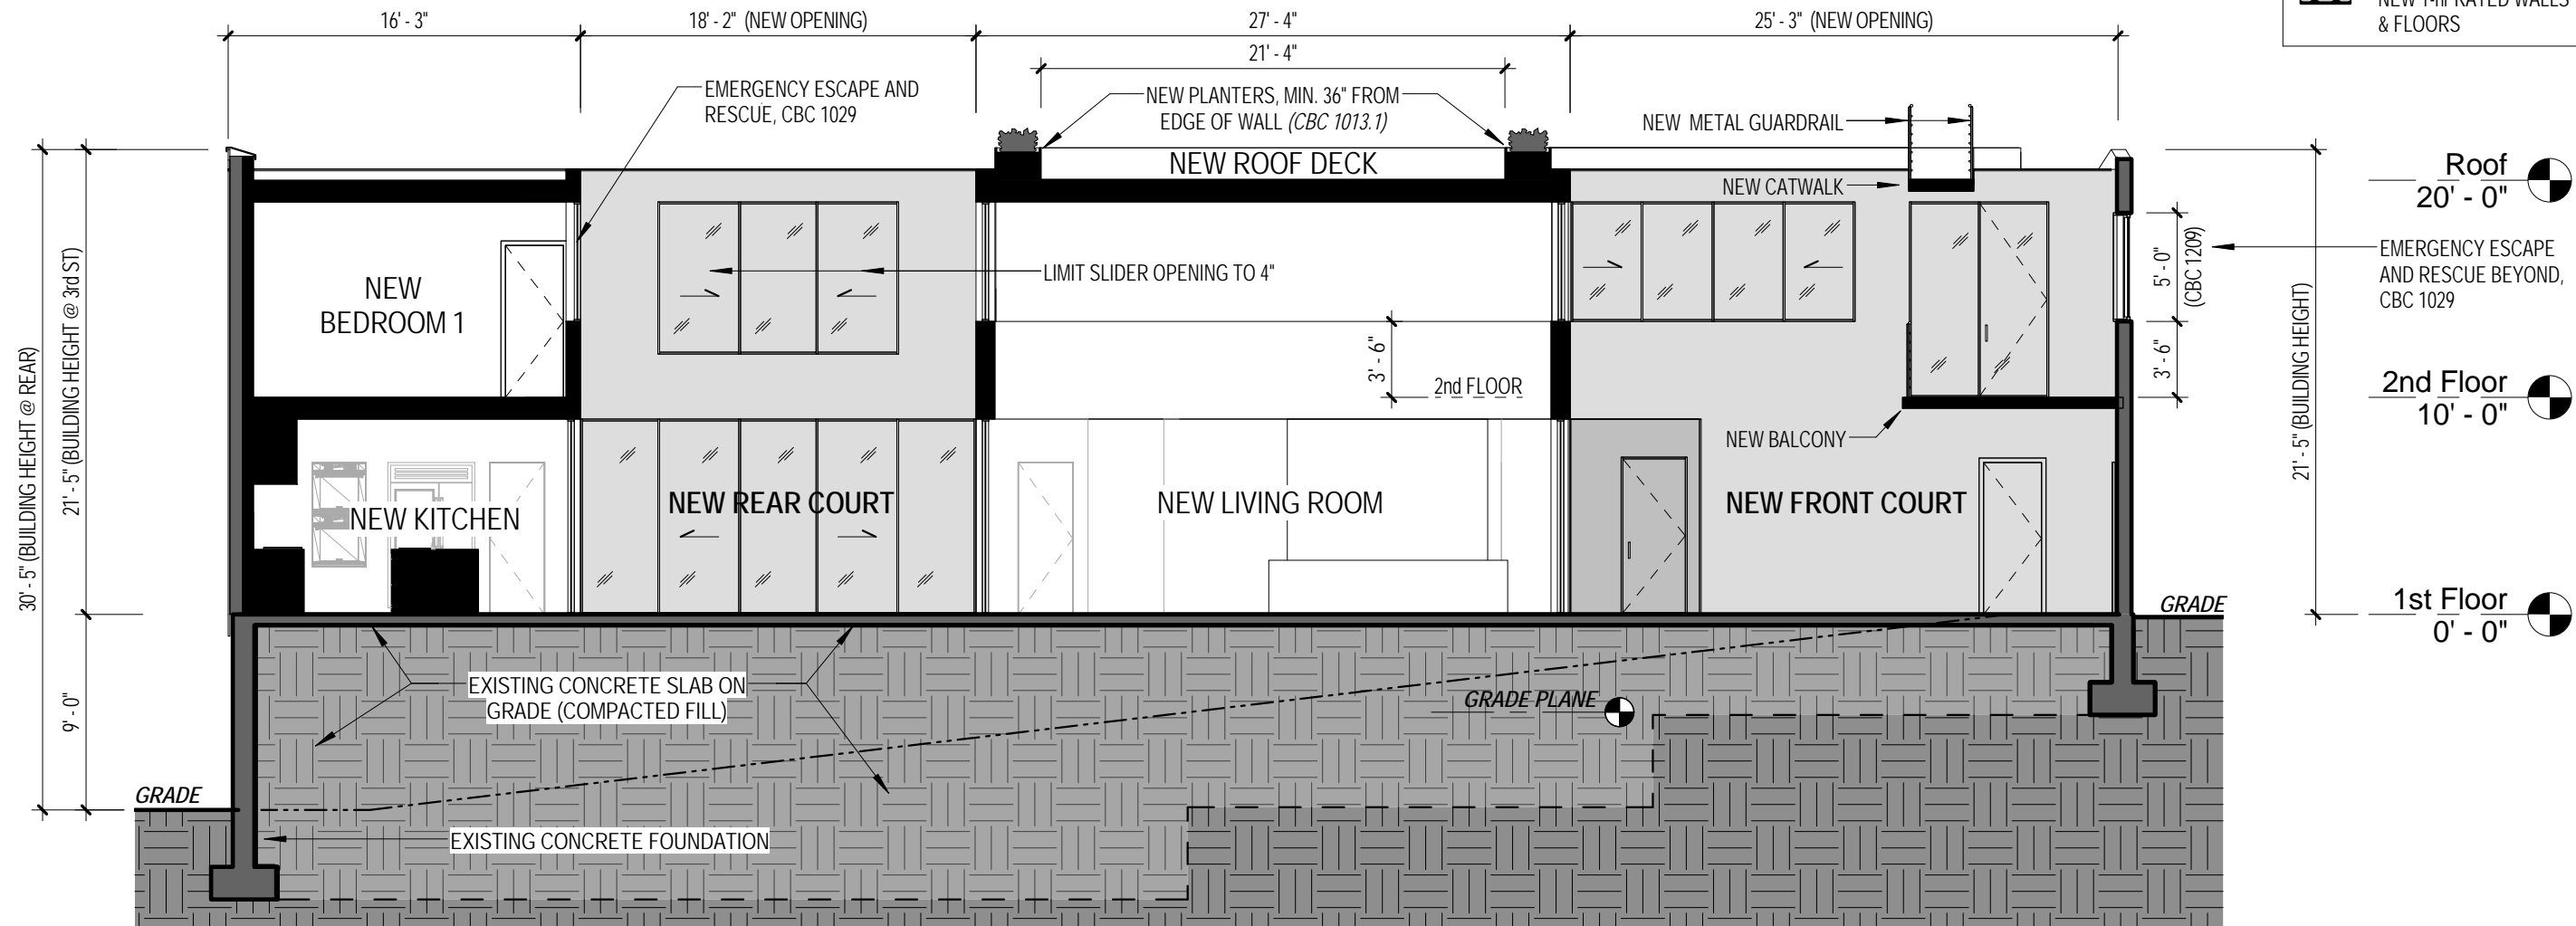 16' - 3"
18' - 2" (NEW OPENING)
27' - 4"
25' - 3" (NEW OPENING)
NEW 1-hr RATED WALLS
& FLOORS
21' - 4"
EMERGENCY ESCAPE AND
RESCUE, CBC 1029
NEW PLANTERS, MIN. 36" FROM
EDGE OF WALL (CBC 1013.1)
NEW METAL GUARDRAIL
NEW ROOF DECK
NEW CATWALK
Roof
20' - 0"
EMERGENCY ESCAPE
AND RESCUE BEYOND,
CBC 1029
5' - 0"
(CBC 1209)
3' - 6"
21' - 5" (BUILDING HEIGHT)
30' - 5" (BUILDING HEIGHT @ REAR)
21' - 5" (BUILDING HEIGHT @ 3rd ST)
9' - 0"
NEW
BEDROOM 1
LIMIT SLIDER OPENING TO 4"
3' - 6"
2nd FLOOR
2nd Floor
10' - 0"
NEW BALCONY
NEW KITCHEN
NEW REAR COURT
NEW LIVING ROOM
NEW FRONT COURT
1st Floor
0' - 0"
GRADE
EXISTING CONCRETE SLAB ON
GRADE (COMPACTED FILL)
GRADE PLANE
GRADE
EXISTING CONCRETE FOUNDATION